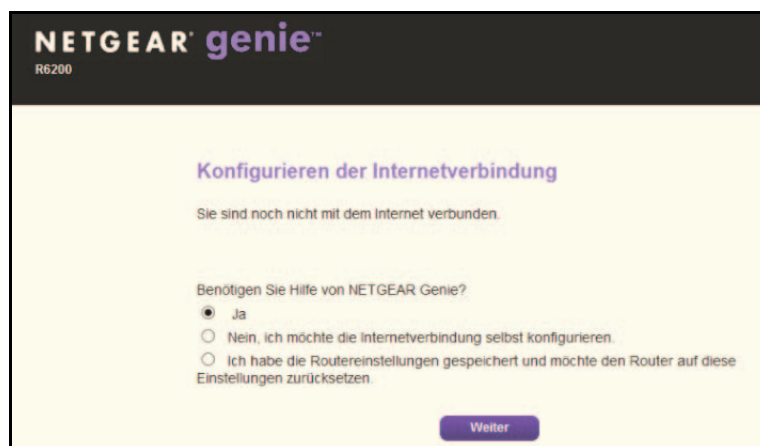 NETGEAR® genie™
R6200
Konfigurieren der Internetverbindung
Sie sind noch nicht mit dem Internet verbunden.
Benötigen Sie Hilfe von NETGEAR Genie?
Ja
Nein, ich möchte die Internetverbindung selbst konfigurieren.
Ich habe die Routereinstellungen gespeichert und möchte den Router auf diese
Einstellungen zurücksetzen.
Weiter